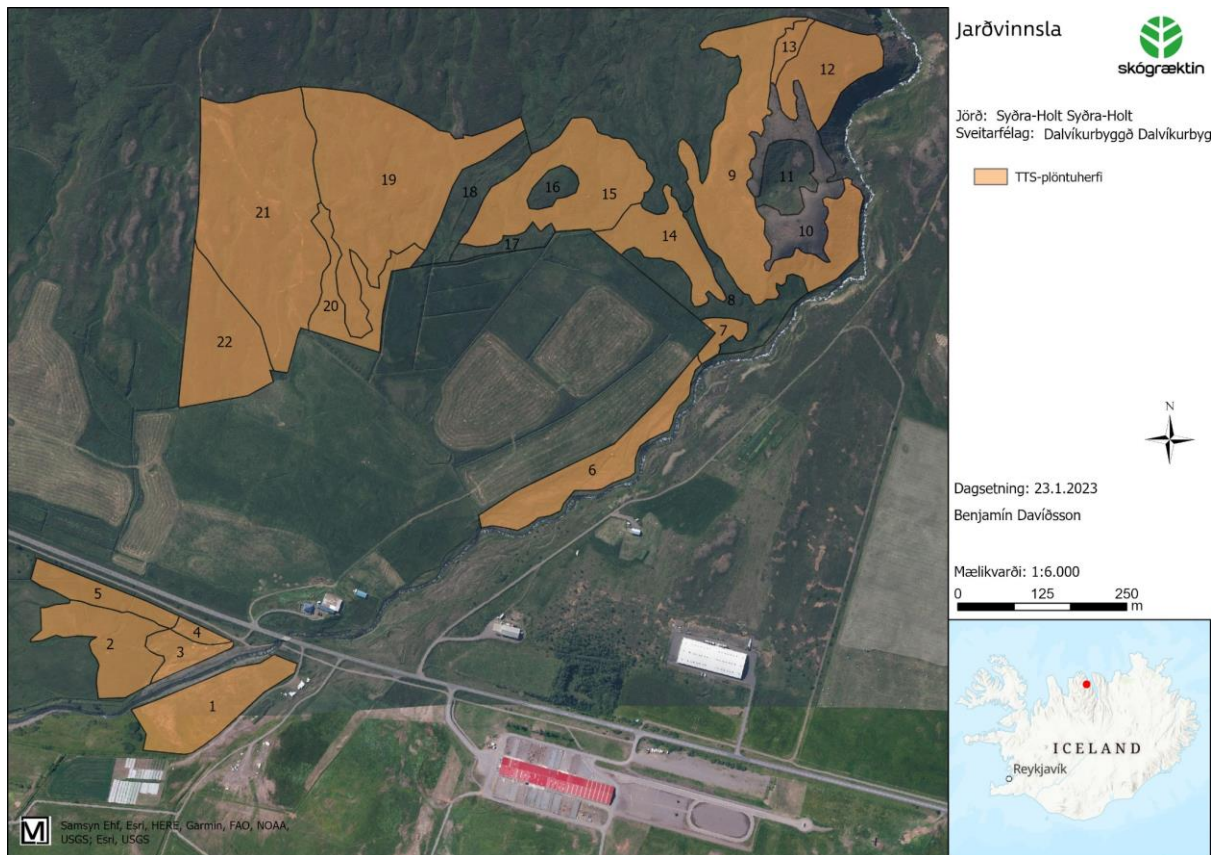 Jarðvinnsla
skógræktin
Jörð: Syðra-Holt Syðra-Holt
Sveitarfélag: Dalvíkurbyggð Dalvíkurbyg
TTS-plöntuherfi
13
12
9
11
10
19
18
16
15
21
17
14
8
20
7
22
6
5
4
2
3
1
N
Dagsetning: 23.1.2023
Benjamín Davíðsson
Mælikvarði: 1:6.000
0 125 250
m
ICELAND
Reykjavík
M
Samsyn Ehf, Esri, HERE, Garmin, FAO, NOAA,
USGS; Esri, USGS